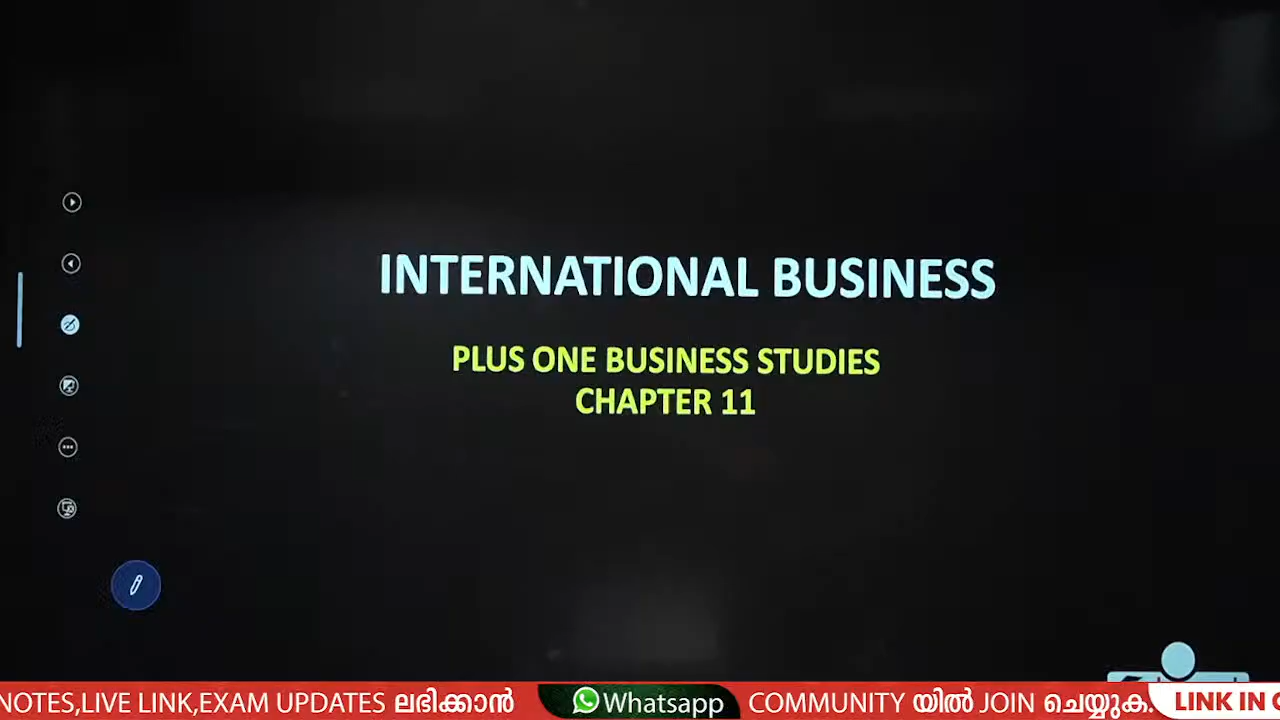 INTERNATIONAL BUSINESS
PLUS ONE BUSINESS STUDIES
CHAPTER 11
NOTES,LIVE LINK,EXAM UPDATES ലഭിക്കാൻ Whatsapp COMMUNITY യിൽ JOIN ചെയ്യുക. LINK IN